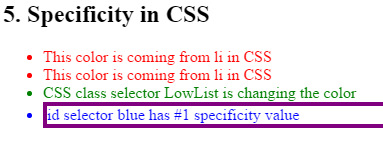 5. Specificity in CSS
This color is coming from li in CSS
This color is coming from li in CSS
CSS class selector LowList is changing the color
id selector blue has #1 specificity value